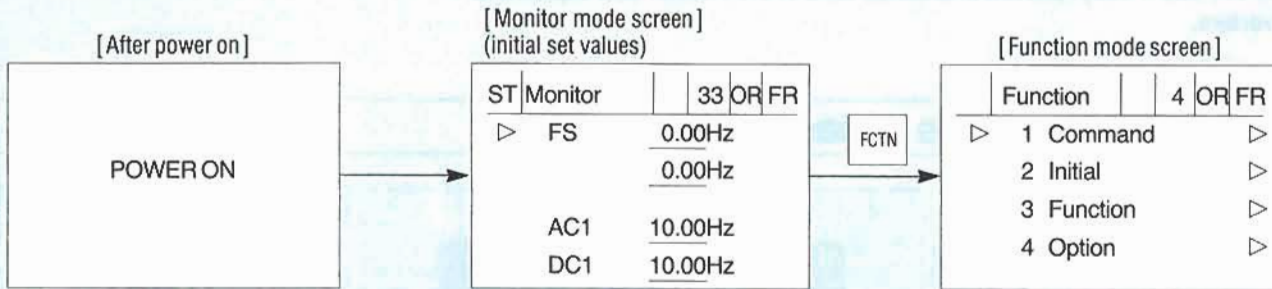 [After power on]
POWER ON
[Monitor mode screen]
(initial set values)
ST Monitor 33 OR FR
▷ FS 0.00Hz
0.00Hz
AC1 10.00Hz
DC1 10.00Hz
FCTN
[Function mode screen]
Function 4 OR FR
▷ 1 Command ▷
2 Initial ▷
3 Function ▷
4 Option ▷